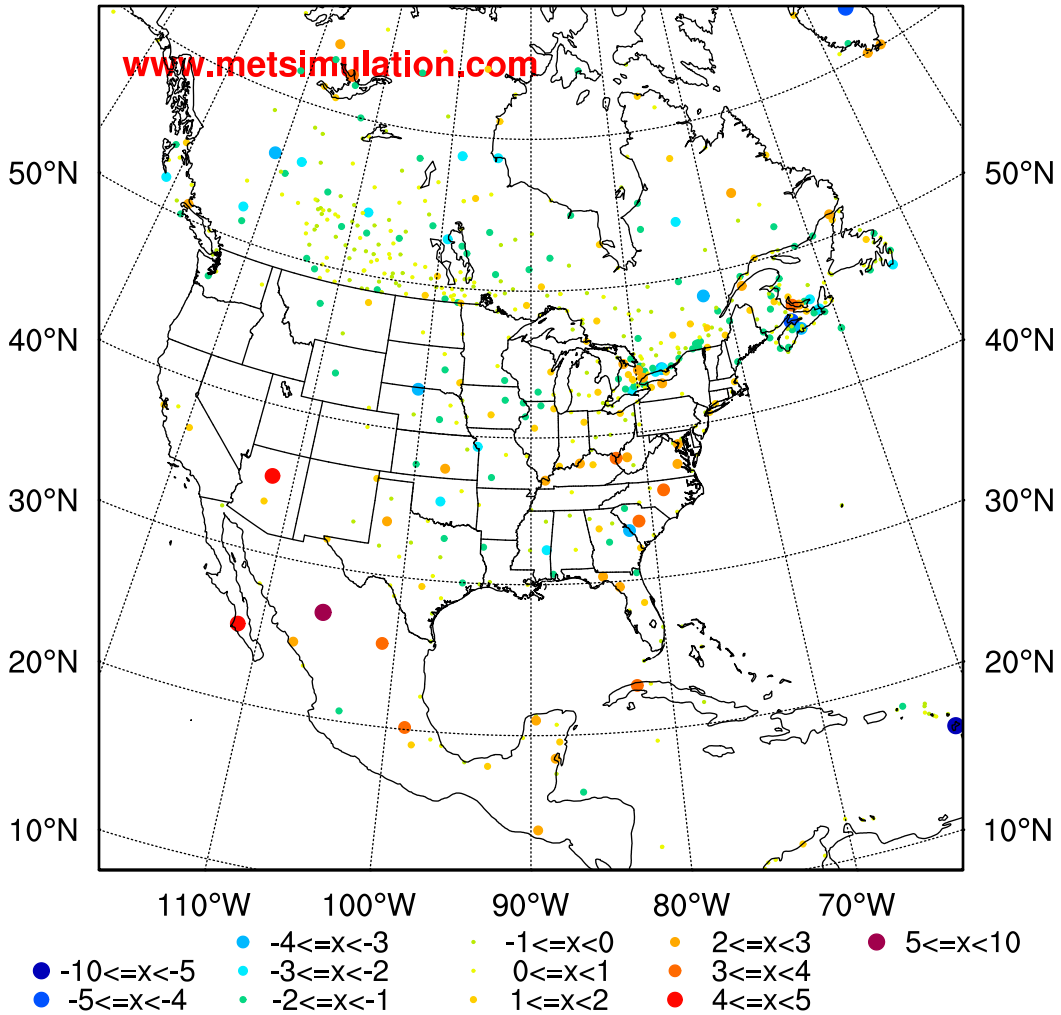 www.metsimulation.com
50°N 50°N
40°N 40°N
30°N 30°N
20°N 20°N
10°N 10°N
110°W 100°W 90°W 80°W 70°W
-4<=x<-3 -1<=x<0 2<=x<3 5<=x<10
-10<=x<-5 -3<=x<-2 0<=x<1 3<=x<4
-5<=x<-4 -2<=x<-1 1<=x<2 4<=x<5